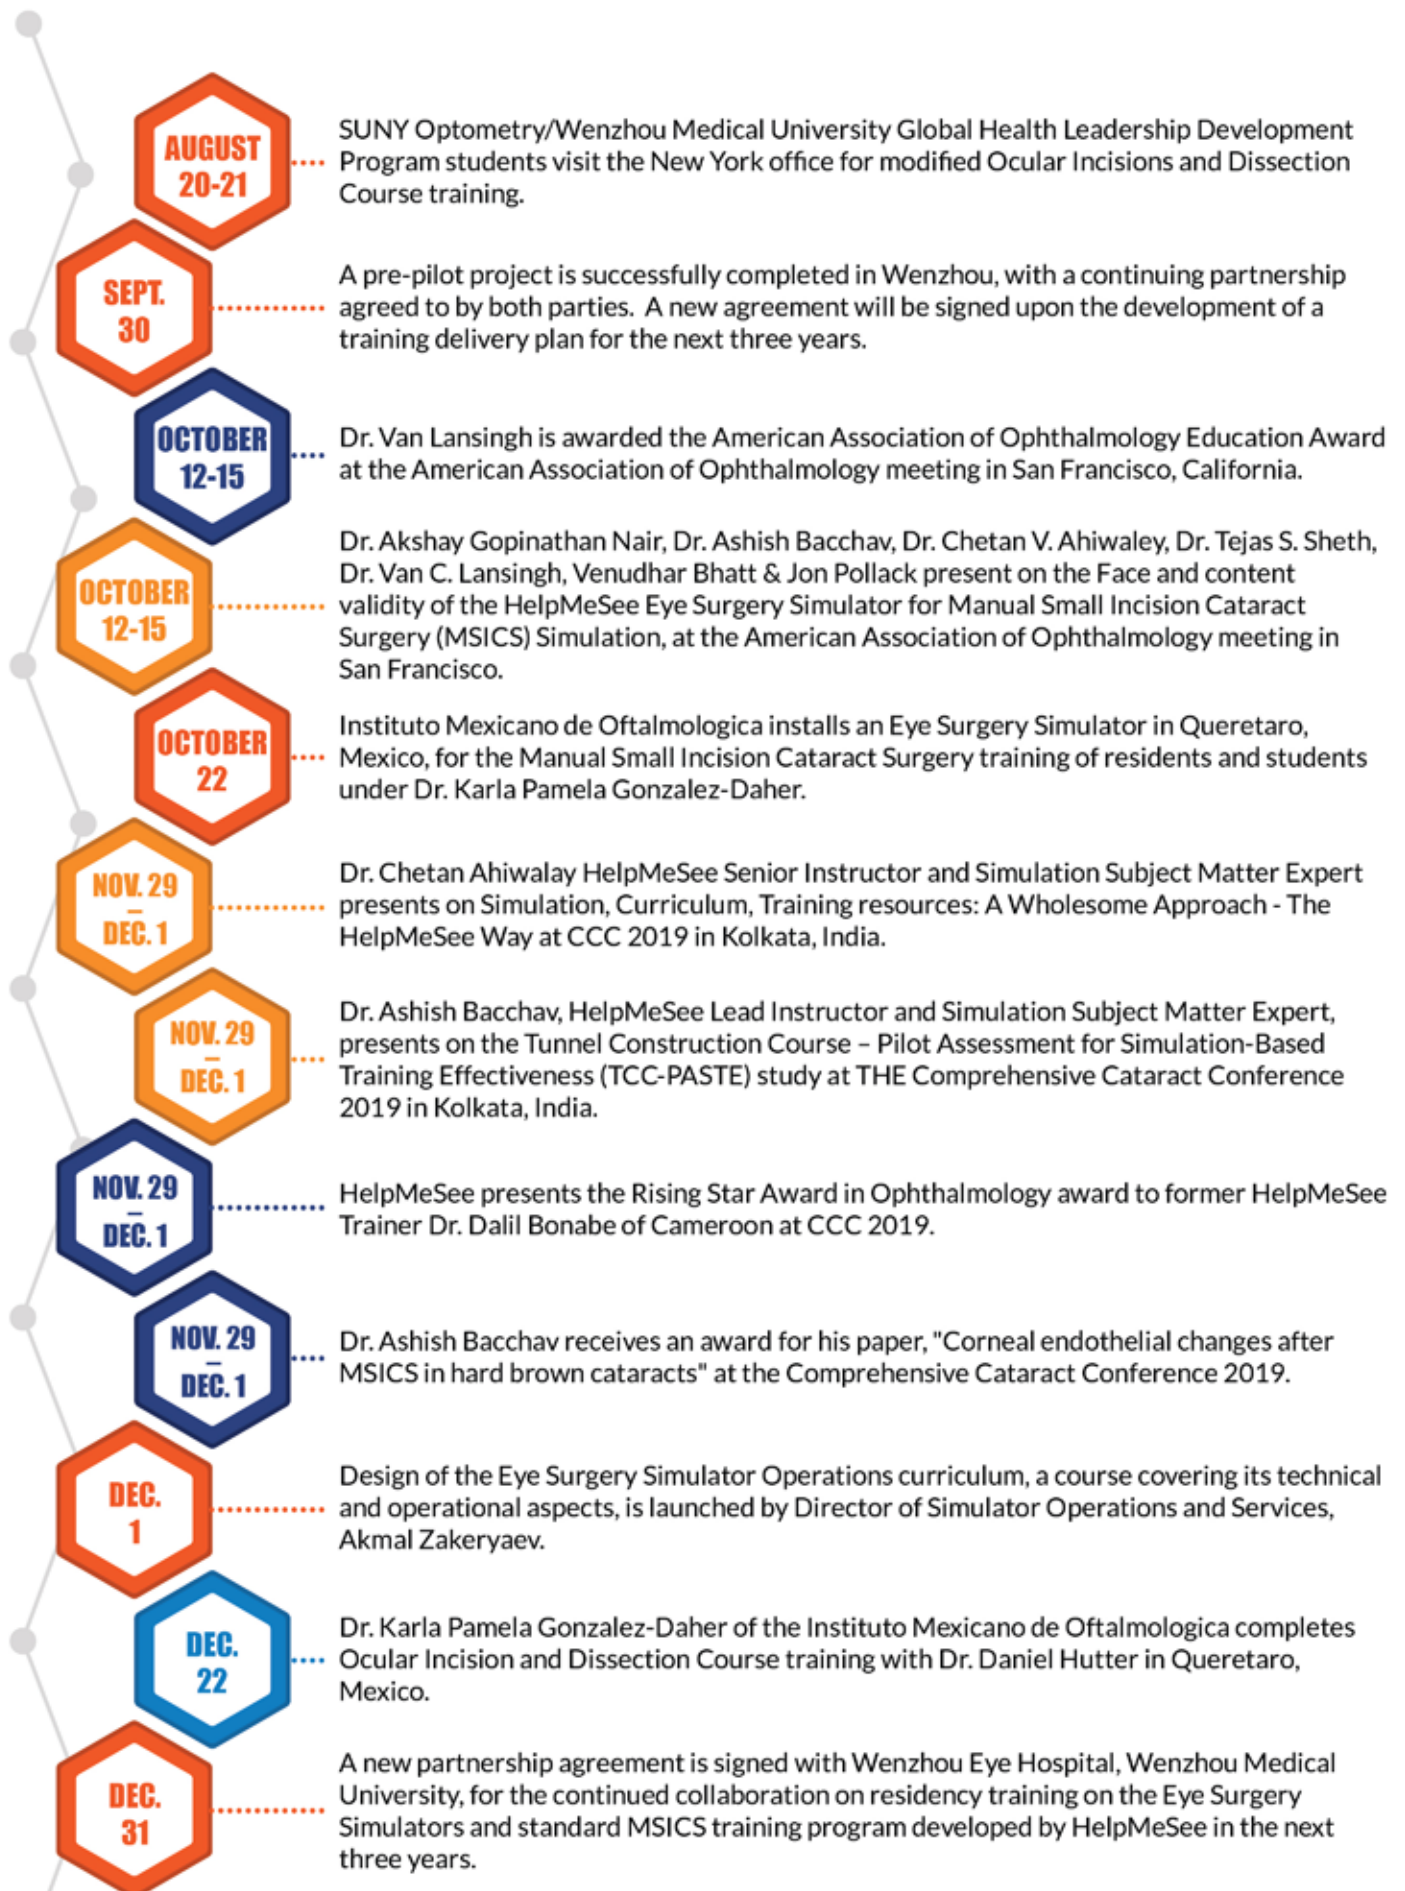 AUGUST
20-21
SUNY Optometry/Wenzhou Medical University Global Health Leadership Development
Program students visit the New York office for modified Ocular Incisions and Dissection
Course training.
SEPT.
30
A pre-pilot project is successfully completed in Wenzhou, with a continuing partnership
agreed to by both parties.  A new agreement will be signed upon the development of a
training delivery plan for the next three years.
OCTOBER
12-15
Dr. Van Lansingh is awarded the American Association of Ophthalmology Education Award
at the American Association of Ophthalmology meeting in San Francisco, California.
OCTOBER
12-15
Dr. Akshay Gopinathan Nair, Dr. Ashish Bacchav, Dr. Chetan V. Ahiwaley, Dr. Tejas S. Sheth,
Dr. Van C. Lansingh, Venudhar Bhatt & Jon Pollack present on the Face and content
validity of the HelpMeSee Eye Surgery Simulator for Manual Small Incision Cataract
Surgery (MSICS) Simulation, at the American Association of Ophthalmology meeting in
San Francisco.
OCTOBER
22
Instituto Mexicano de Oftalmologica installs an Eye Surgery Simulator in Queretaro,
Mexico, for the Manual Small Incision Cataract Surgery training of residents and students
under Dr. Karla Pamela Gonzalez-Daher.
NOV. 29
–
DEC. 1
Dr. Chetan Ahiwalay HelpMeSee Senior Instructor and Simulation Subject Matter Expert
presents on Simulation, Curriculum, Training resources: A Wholesome Approach - The
HelpMeSee Way at CCC 2019 in Kolkata, India.
NOV. 29
–
DEC. 1
Dr. Ashish Bacchav, HelpMeSee Lead Instructor and Simulation Subject Matter Expert,
presents on the Tunnel Construction Course – Pilot Assessment for Simulation-Based
Training Effectiveness (TCC-PASTE) study at THE Comprehensive Cataract Conference
2019 in Kolkata, India.
NOV. 29
–
DEC. 1
HelpMeSee presents the Rising Star Award in Ophthalmology award to former HelpMeSee
Trainer Dr. Dalil Bonabe of Cameroon at CCC 2019.
NOV. 29
–
DEC. 1
Dr. Ashish Bacchav receives an award for his paper, "Corneal endothelial changes after
MSICS in hard brown cataracts" at the Comprehensive Cataract Conference 2019.
DEC.
1
Design of the Eye Surgery Simulator Operations curriculum, a course covering its technical
and operational aspects, is launched by Director of Simulator Operations and Services,
Akmal Zakeryaev.
DEC.
22
Dr. Karla Pamela Gonzalez-Daher of the Instituto Mexicano de Oftalmologica completes
Ocular Incision and Dissection Course training with Dr. Daniel Hutter in Queretaro,
Mexico.
DEC.
31
A new partnership agreement is signed with Wenzhou Eye Hospital, Wenzhou Medical
University, for the continued collaboration on residency training on the Eye Surgery
Simulators and standard MSICS training program developed by HelpMeSee in the next
three years.